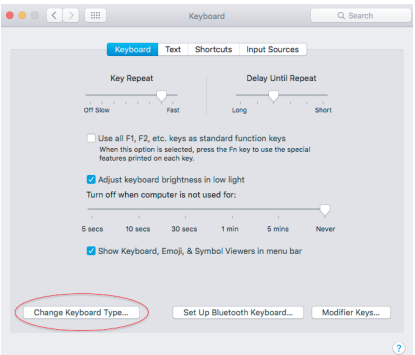 Keyboard
Search
Keyboard Text Shortcuts Input Sources
Key Repeat Delay Until Repeat
Off Slow Fast Long Short
Use all F1, F2, etc. keys as standard function keys
When this option is selected, press the Fn key to use the special
features printed on each key.
Adjust keyboard brightness in low light
Turn off when computer is not used for:
5 secs 10 secs 30 secs 1 min 5 mins Never
Show Keyboard, Emoji, & Symbol Viewers in menu bar
Change Keyboard Type... Set Up Bluetooth Keyboard... Modifier Keys...
?